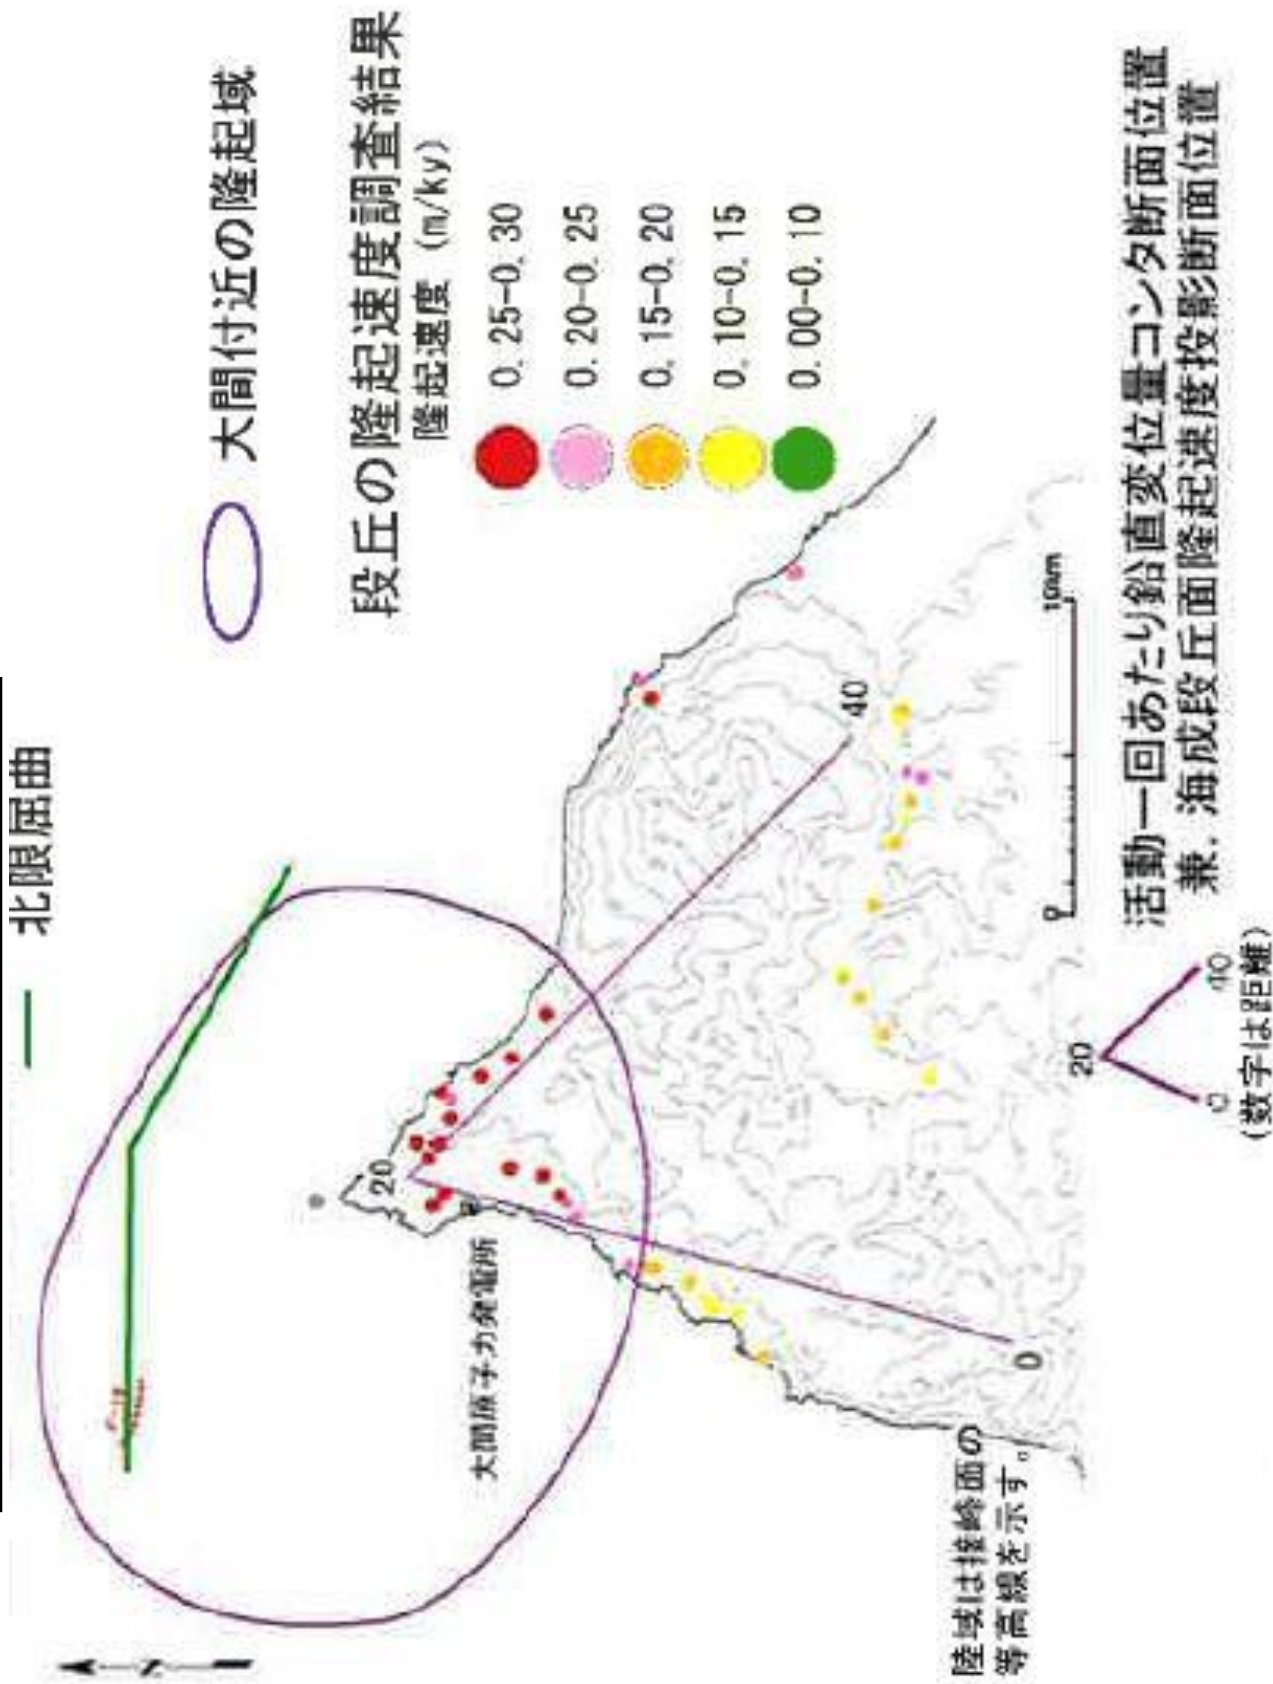 北限屈曲
大間付近の隆起域
段丘の隆起速度調査結果
隆起速度 (m/ky)
0.25-0.30
0.20-0.25
0.15-0.20
0.10-0.15
0.00-0.10
N
20
大間原子力発電所
40
0
0
10km
陸域は接峰面の
等高線を示す。
活動一回あたり鉛直変位量コンタ断面位置
兼,海成段丘面隆起速度投影断面位置
20
0
40
(数字は距離)